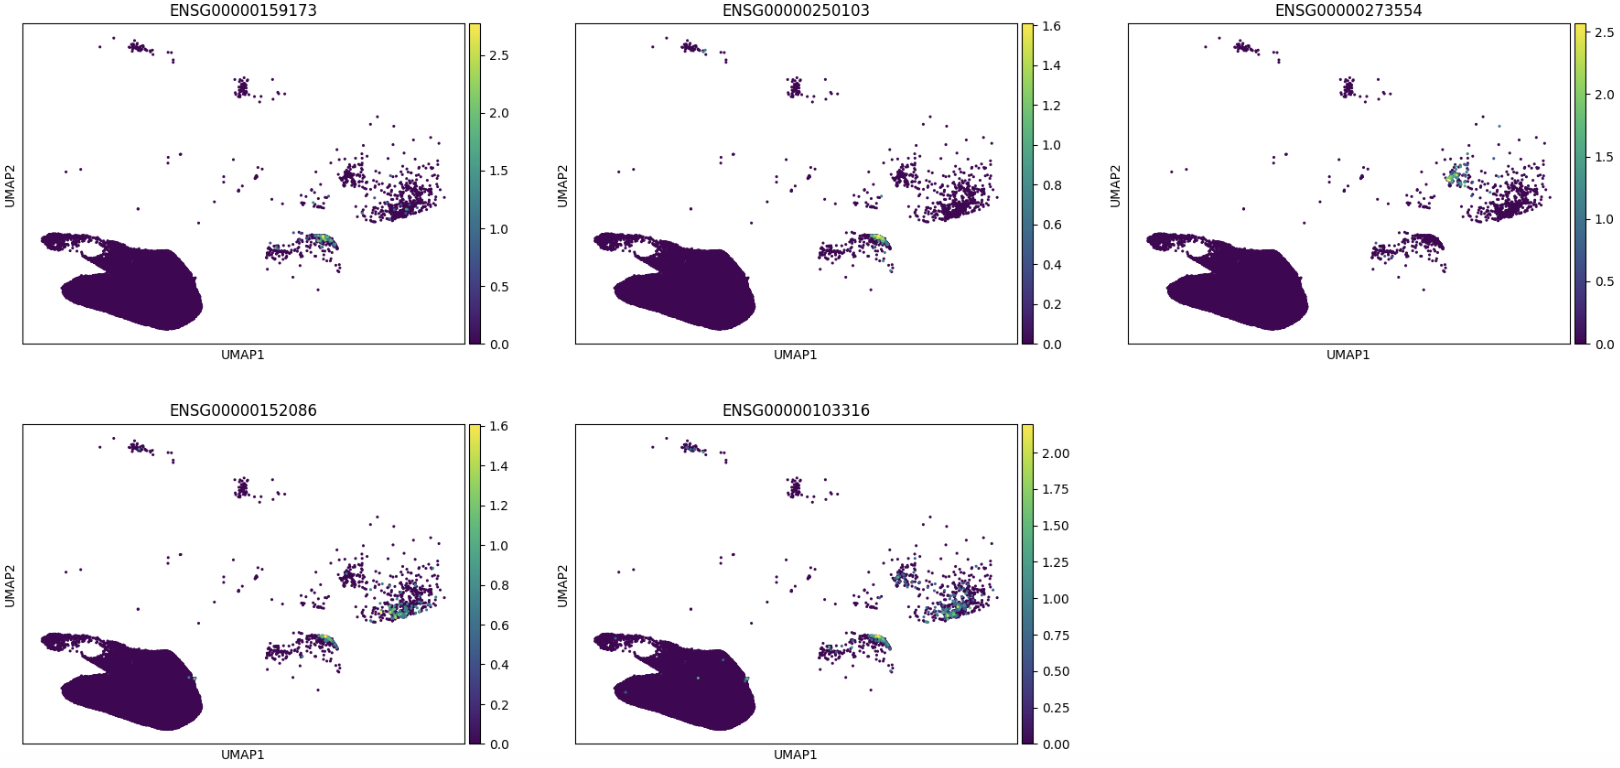 ENSG00000159173
ENSG00000250103
ENSG00000273554
UMAP2
2.5
2.0
1.5
1.0
0.5
0.0
UMAP1
UMAP2
1.6
1.4
1.2
1.0
0.8
0.6
0.4
0.2
0.0
UMAP1
UMAP2
2.5
2.0
1.5
1.0
0.5
0.0
UMAP1
ENSG00000152086
ENSG00000103316
UMAP2
1.6
1.4
1.2
1.0
0.8
0.6
0.4
0.2
0.0
UMAP1
UMAP2
2.00
1.75
1.50
1.25
1.00
0.75
0.50
0.25
0.00
UMAP1